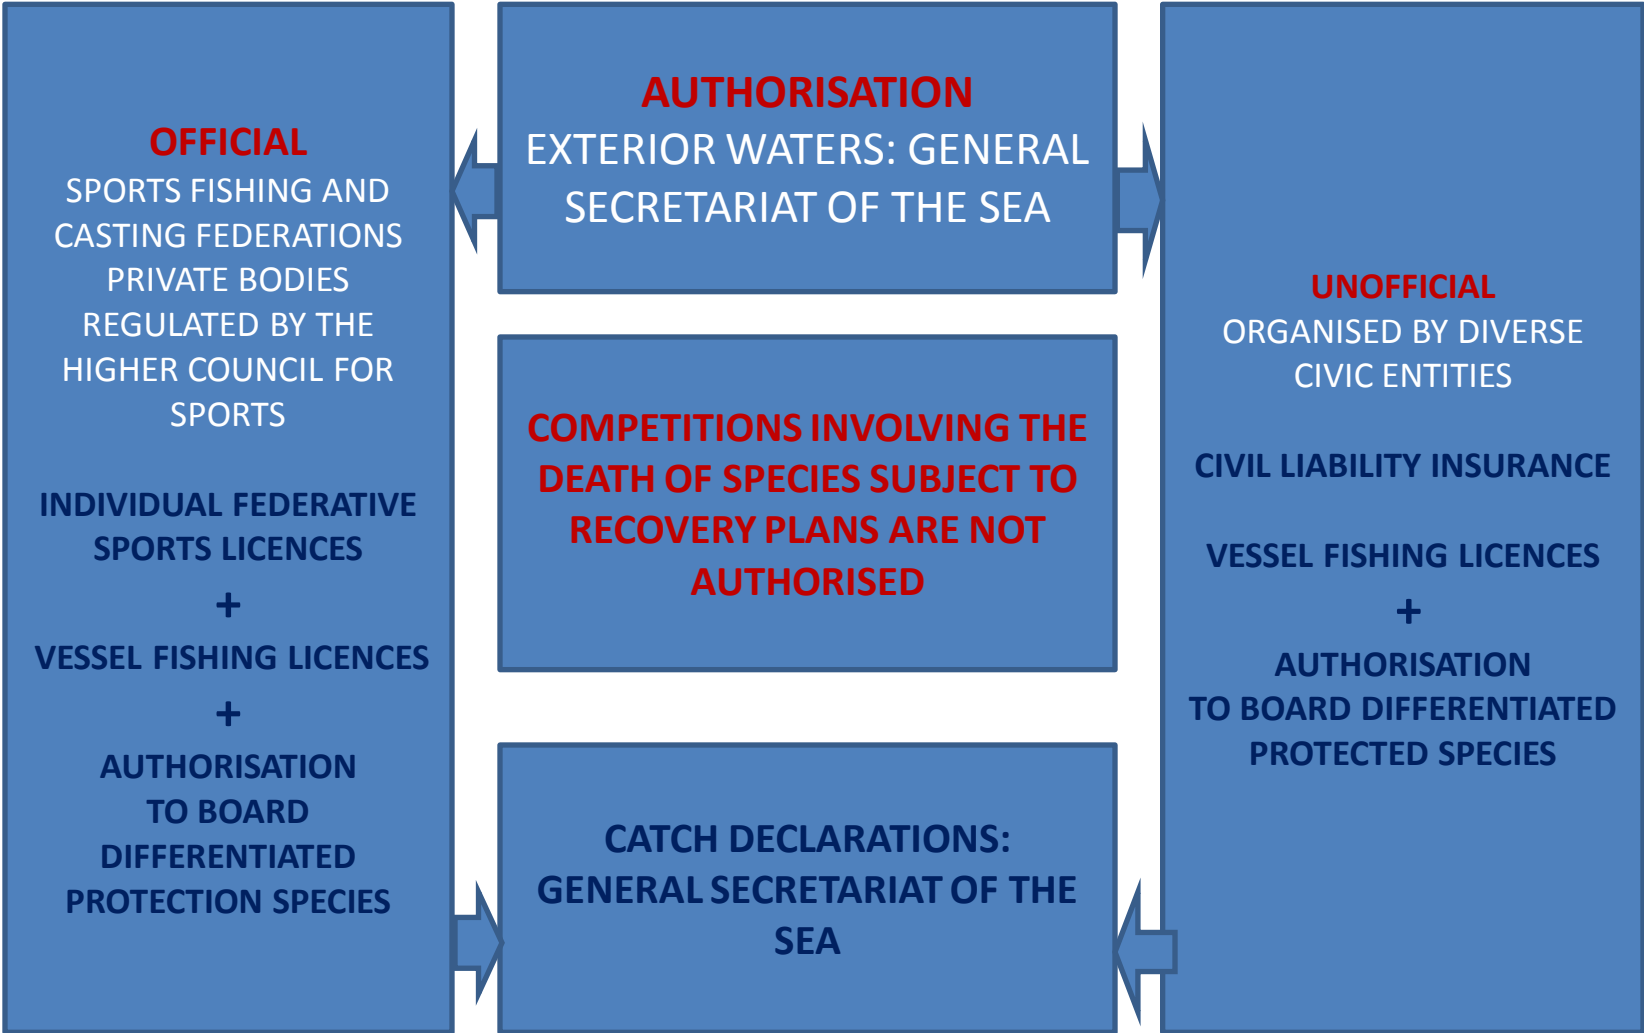 OFFICIAL
SPORTS FISHING AND
CASTING FEDERATIONS
PRIVATE BODIES
REGULATED BY THE
HIGHER COUNCIL FOR
SPORTS
INDIVIDUAL FEDERATIVE
SPORTS LICENCES
+
VESSEL FISHING LICENCES
+
AUTHORISATION
TO BOARD
DIFFERENTIATED
PROTECTION SPECIES
AUTHORISATION
EXTERIOR WATERS: GENERAL
SECRETARIAT OF THE SEA
COMPETITIONS INVOLVING THE
DEATH OF SPECIES SUBJECT TO
RECOVERY PLANS ARE NOT
AUTHORISED
CATCH DECLARATIONS:
GENERAL SECRETARIAT OF THE
SEA
UNOFFICIAL
ORGANISED BY DIVERSE
CIVIC ENTITIES
CIVIL LIABILITY INSURANCE
VESSEL FISHING LICENCES
+
AUTHORISATION
TO BOARD DIFFERENTIATED
PROTECTED SPECIES